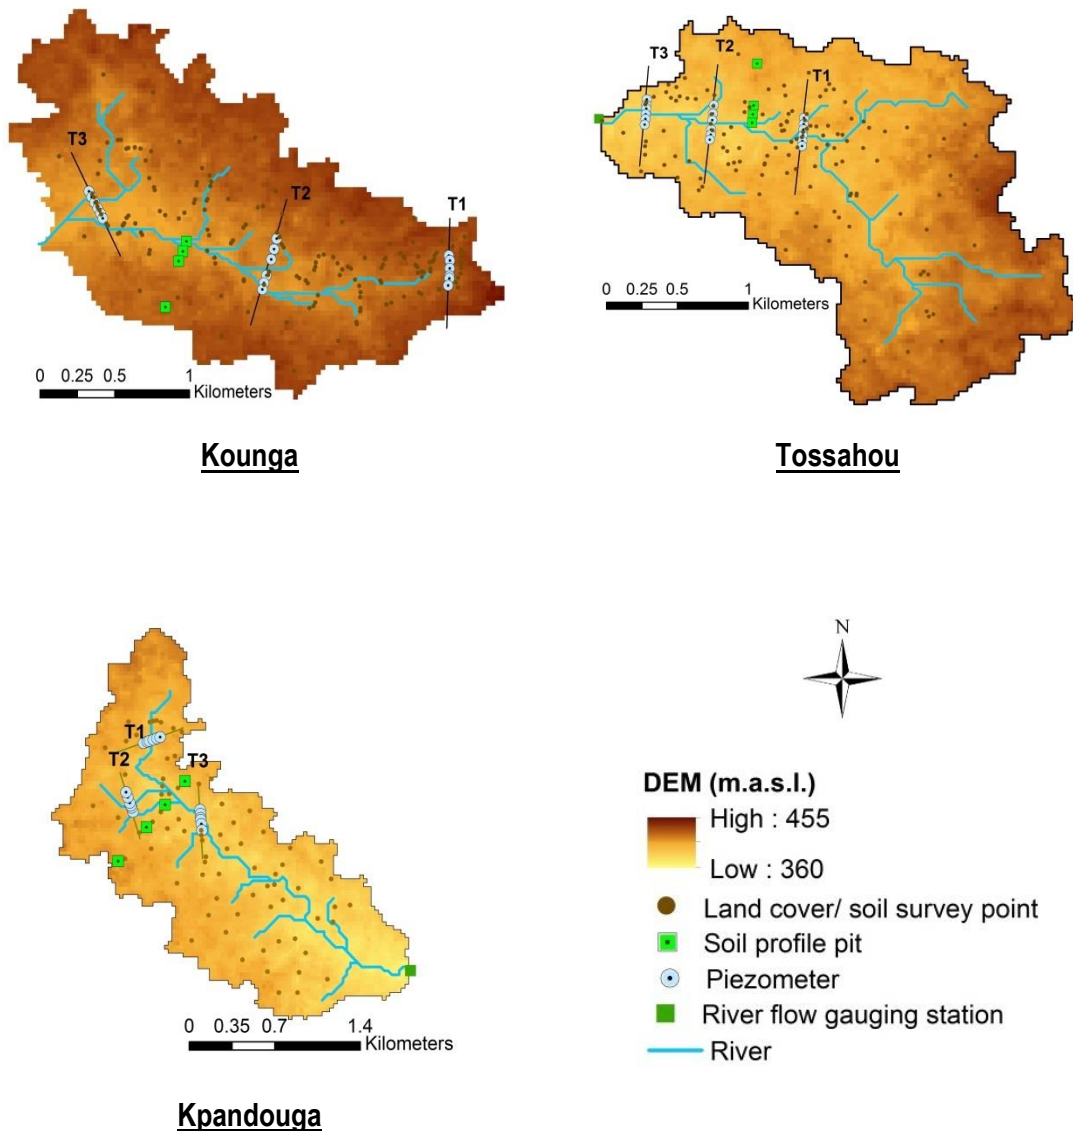 T3
T2
T1
0 0.25 0.5 1
Kilometers
Kounga
T3
T2
T1
0 0.25 0.5 1
Kilometers
Tossahou
T1
T2
T3
0 0.35 0.7 1.4
Kilometers
Kpandouga
N
DEM (m.a.s.l.)
High : 455
Low : 360
Land cover/ soil survey point
Soil profile pit
Piezometer
River flow gauging station
River